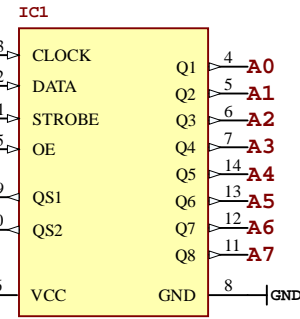 IC1
CLOCK
DATA
STROBE
OE
QS1
QS2
VCC
Q1 4 A0
Q2 5 A1
Q3 6 A2
Q4 7 A3
Q5 14 A4
Q6 13 A5
Q7 12 A6
Q8 11 A7
GND 8 GND